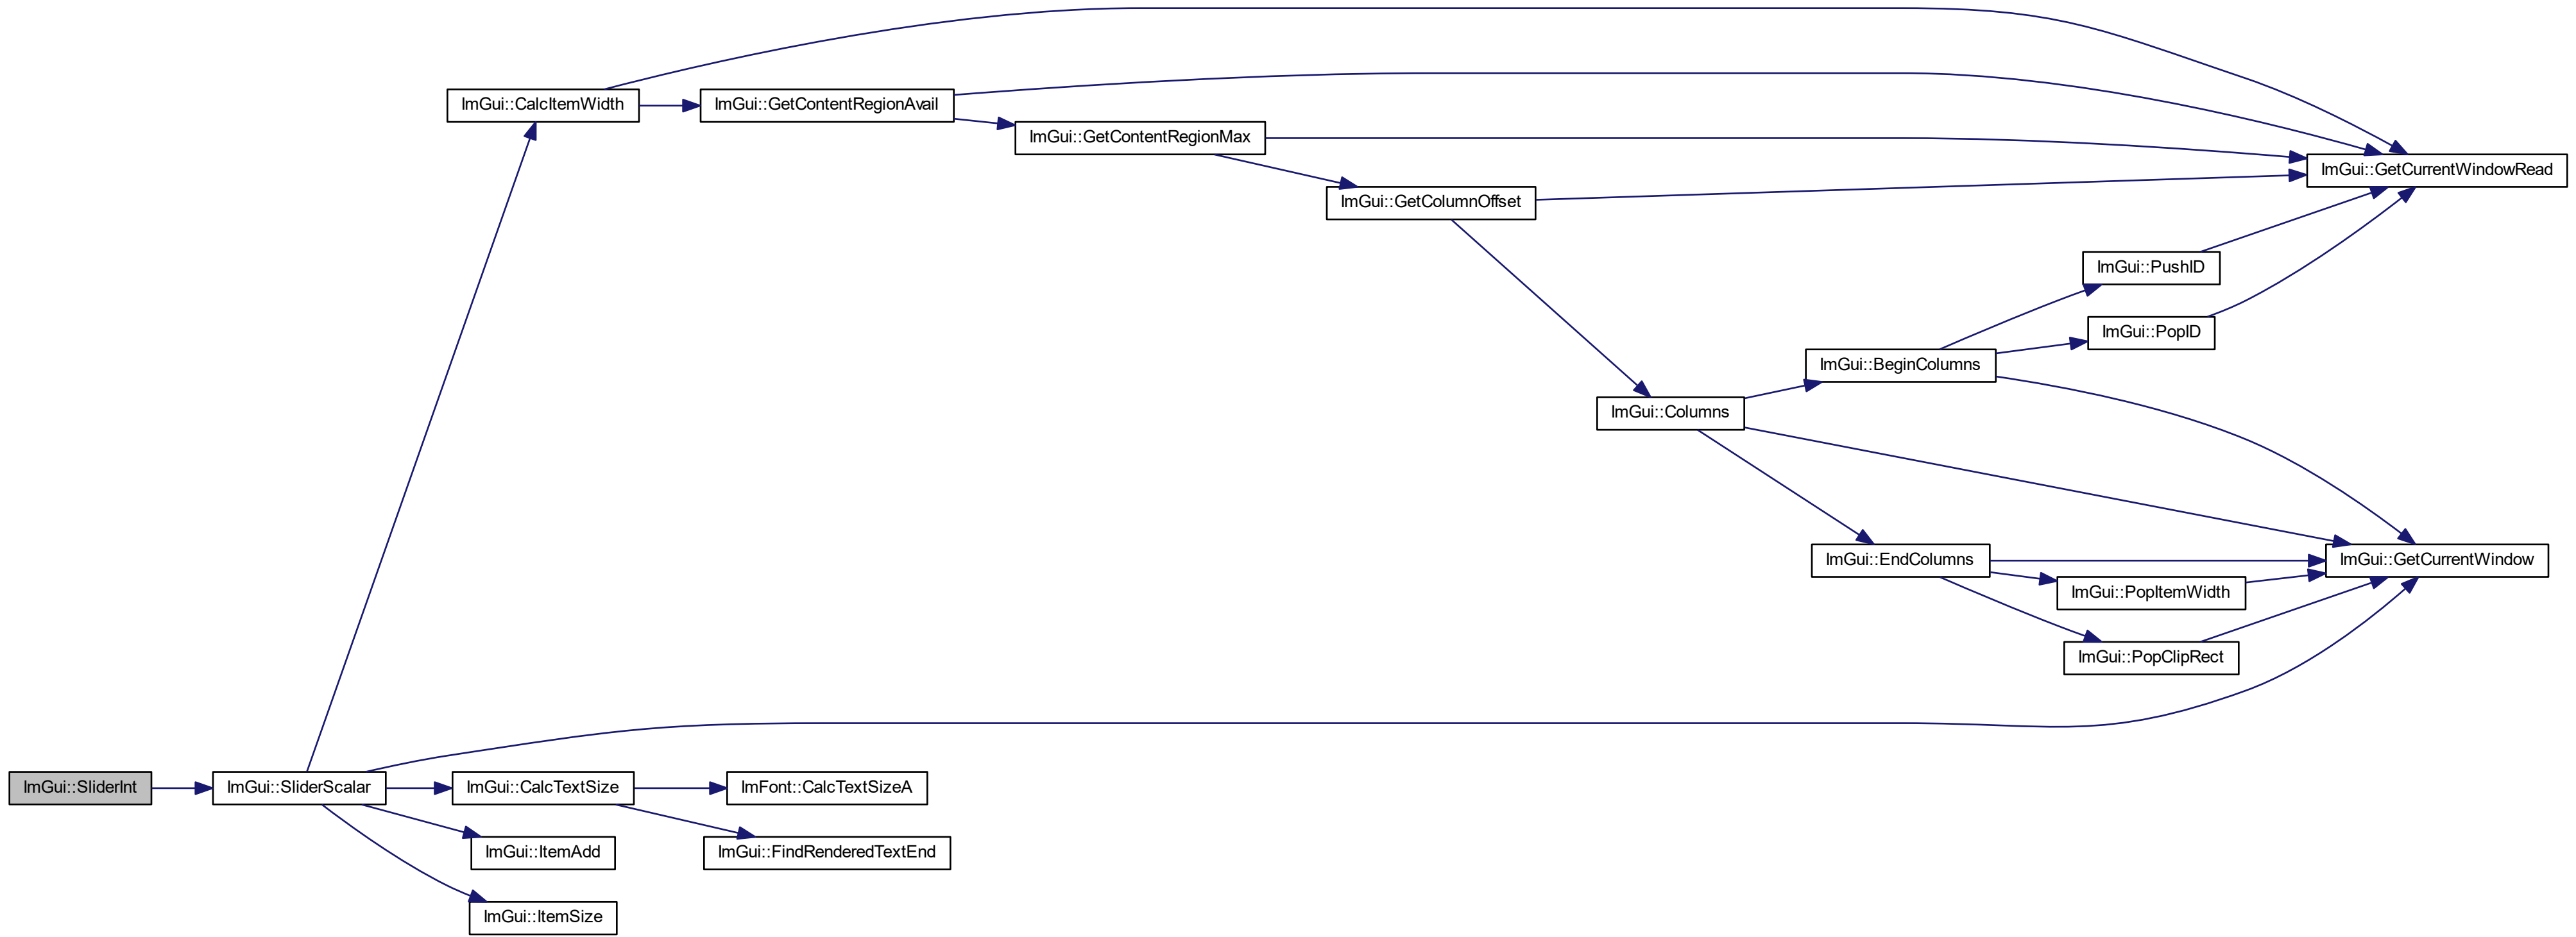 ImGui::CalcItemWidth
ImGui::GetContentRegionAvail
ImGui::GetContentRegionMax
ImGui::GetCurrentWindowRead
ImGui::GetColumnOffset
ImGui::PushID
ImGui::PopID
ImGui::BeginColumns
ImGui::Columns
ImGui::EndColumns
ImGui::GetCurrentWindow
ImGui::PopItemWidth
ImGui::PopClipRect
ImGui::SliderInt
ImGui::SliderScalar
ImGui::CalcTextSize
ImFont::CalcTextSizeA
ImGui::ItemAdd
ImGui::FindRenderedTextEnd
ImGui::ItemSize